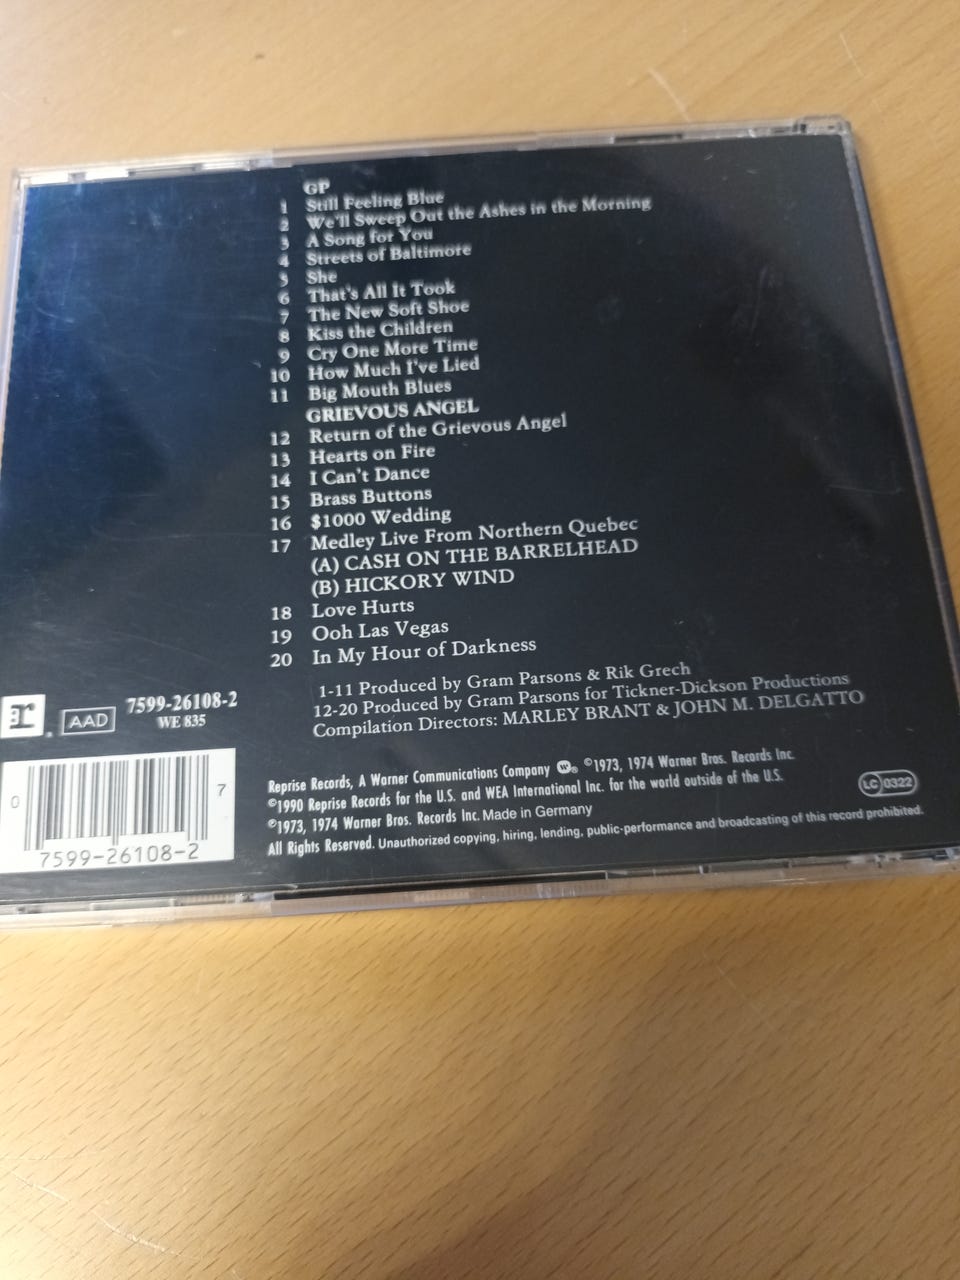 GP
1 Still Feeling Blue
2 We'll Sweep Out the Ashes in the Morning
3 A Song for You
4 Streets of Baltimore
5 She
6 That's All It Took
7 The New Soft Shoe
8 Kiss the Children
9 Cry One More Time
10 How Much I've Lied
11 Big Mouth Blues
GRIEVOUS ANGEL
12 Return of the Grievous Angel
13 Hearts on Fire
14 I Can't Dance
15 Brass Buttons
16 $1000 Wedding
17 Medley Live From Northern Quebec
(A) CASH ON THE BARRELHEAD
(B) HICKORY WIND
18 Love Hurts
19 Ooh Las Vegas
20 In My Hour of Darkness
1-11 Produced by Gram Parsons & Rik Grech
12-20 Produced by Gram Parsons for Tickner-Dickson Productions
Compilation Directors: MARLEY BRANT & JOHN M. DELGATTO
r AAD 7599-26108-2
WE 835
0 7
7599-26108-2
Reprise Records, A Warner Communications Company W ® ©1973, 1974 Warner Bros. Records Inc.
©1990 Reprise Records for the U.S. and WEA International Inc. for the world outside of the U.S.
©1973, 1974 Warner Bros. Records Inc. Made in Germany
All Rights Reserved. Unauthorized copying, hiring, lending, public-performance and broadcasting of this record prohibited.
LC 0322